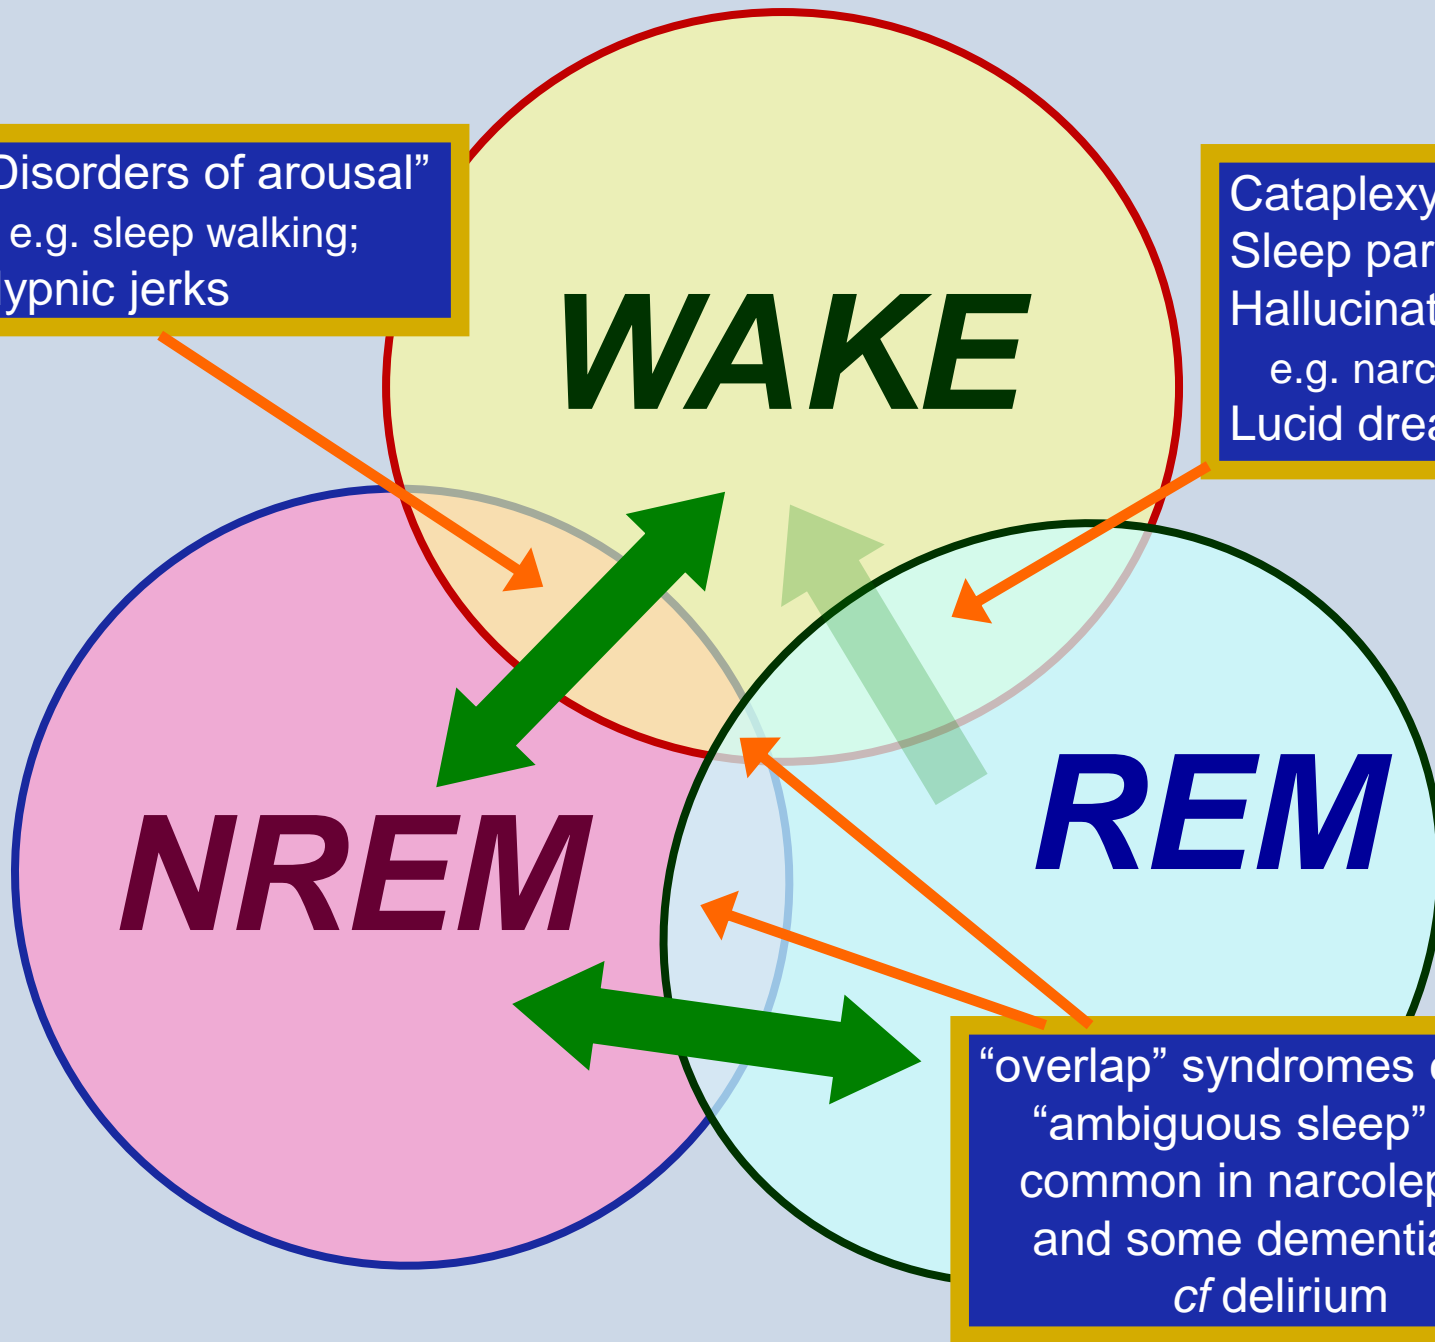 Disorders of arousal”
e.g. sleep walking;
ypnic jerks
WAKE
Cataplexy
Sleep par
Hallucinat
e.g. narc
Lucid drea
NREM
REM
“overlap” syndromes
“ambiguous sleep”
common in narcolep
and some dementia
cf delirium